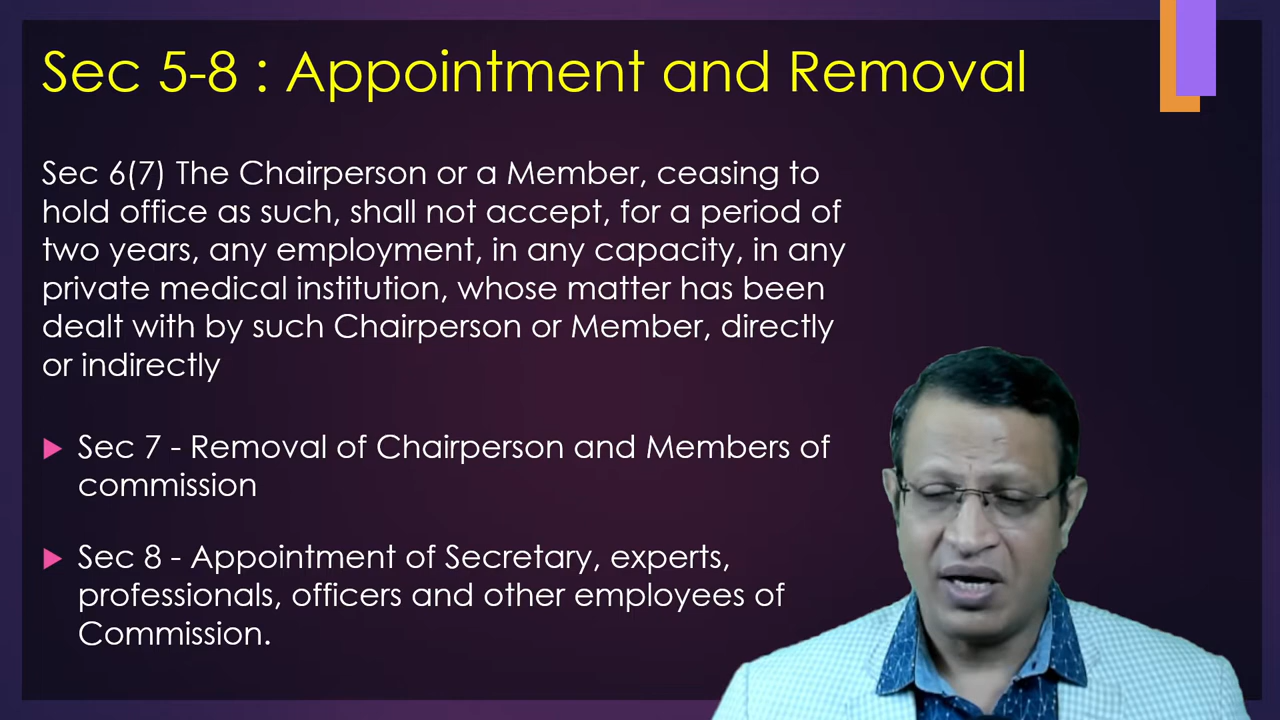 Sec 5-8 : Appointment and Removal
Sec 6(7) The Chairperson or a Member, ceasing to
hold office as such, shall not accept, for a period of
two years, any employment, in any capacity, in any
private medical institution, whose matter has been
dealt with by such Chairperson or Member, directly
or indirectly
Sec 7 - Removal of Chairperson and Members of
commission
Sec 8 - Appointment of Secretary, experts,
professionals, officers and other employees of
Commission.